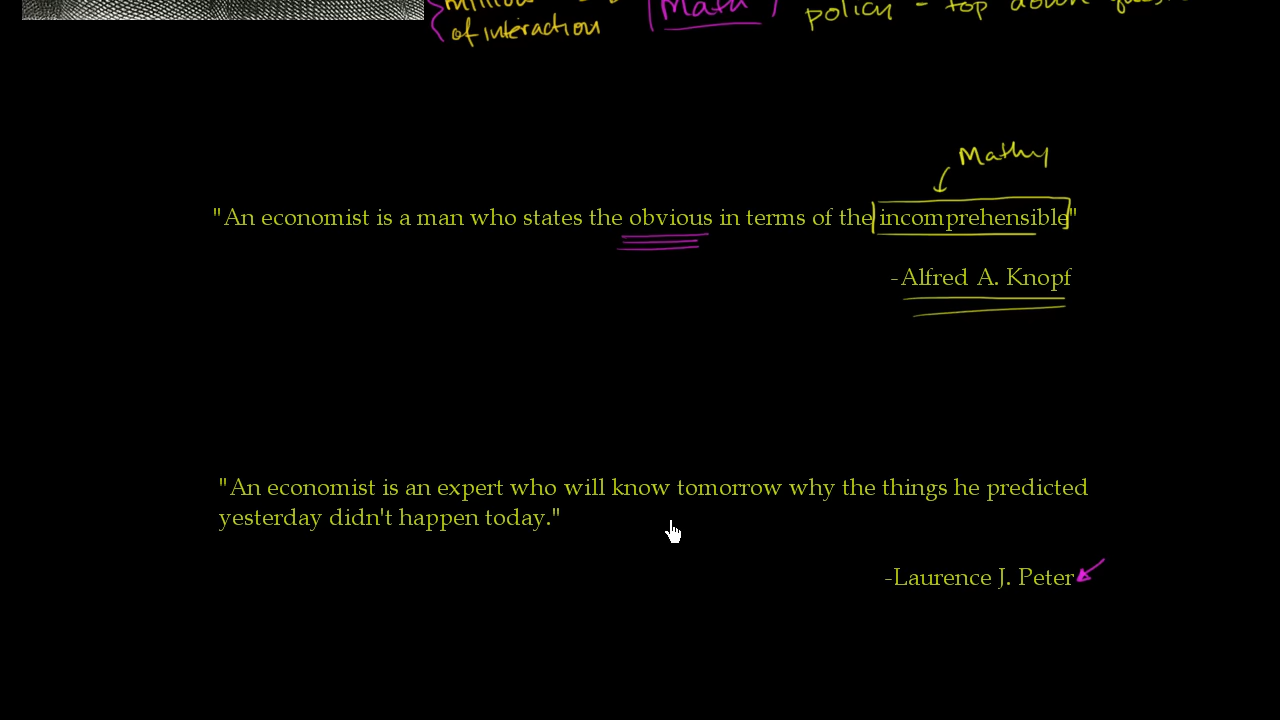 of interaction
Math
policy - top down
Mathy
"An economist is a man who states the obvious in terms of the incomprehensible"
-Alfred A. Knopf
"An economist is an expert who will know tomorrow why the things he predicted
yesterday didn't happen today."
-Laurence J. Peter